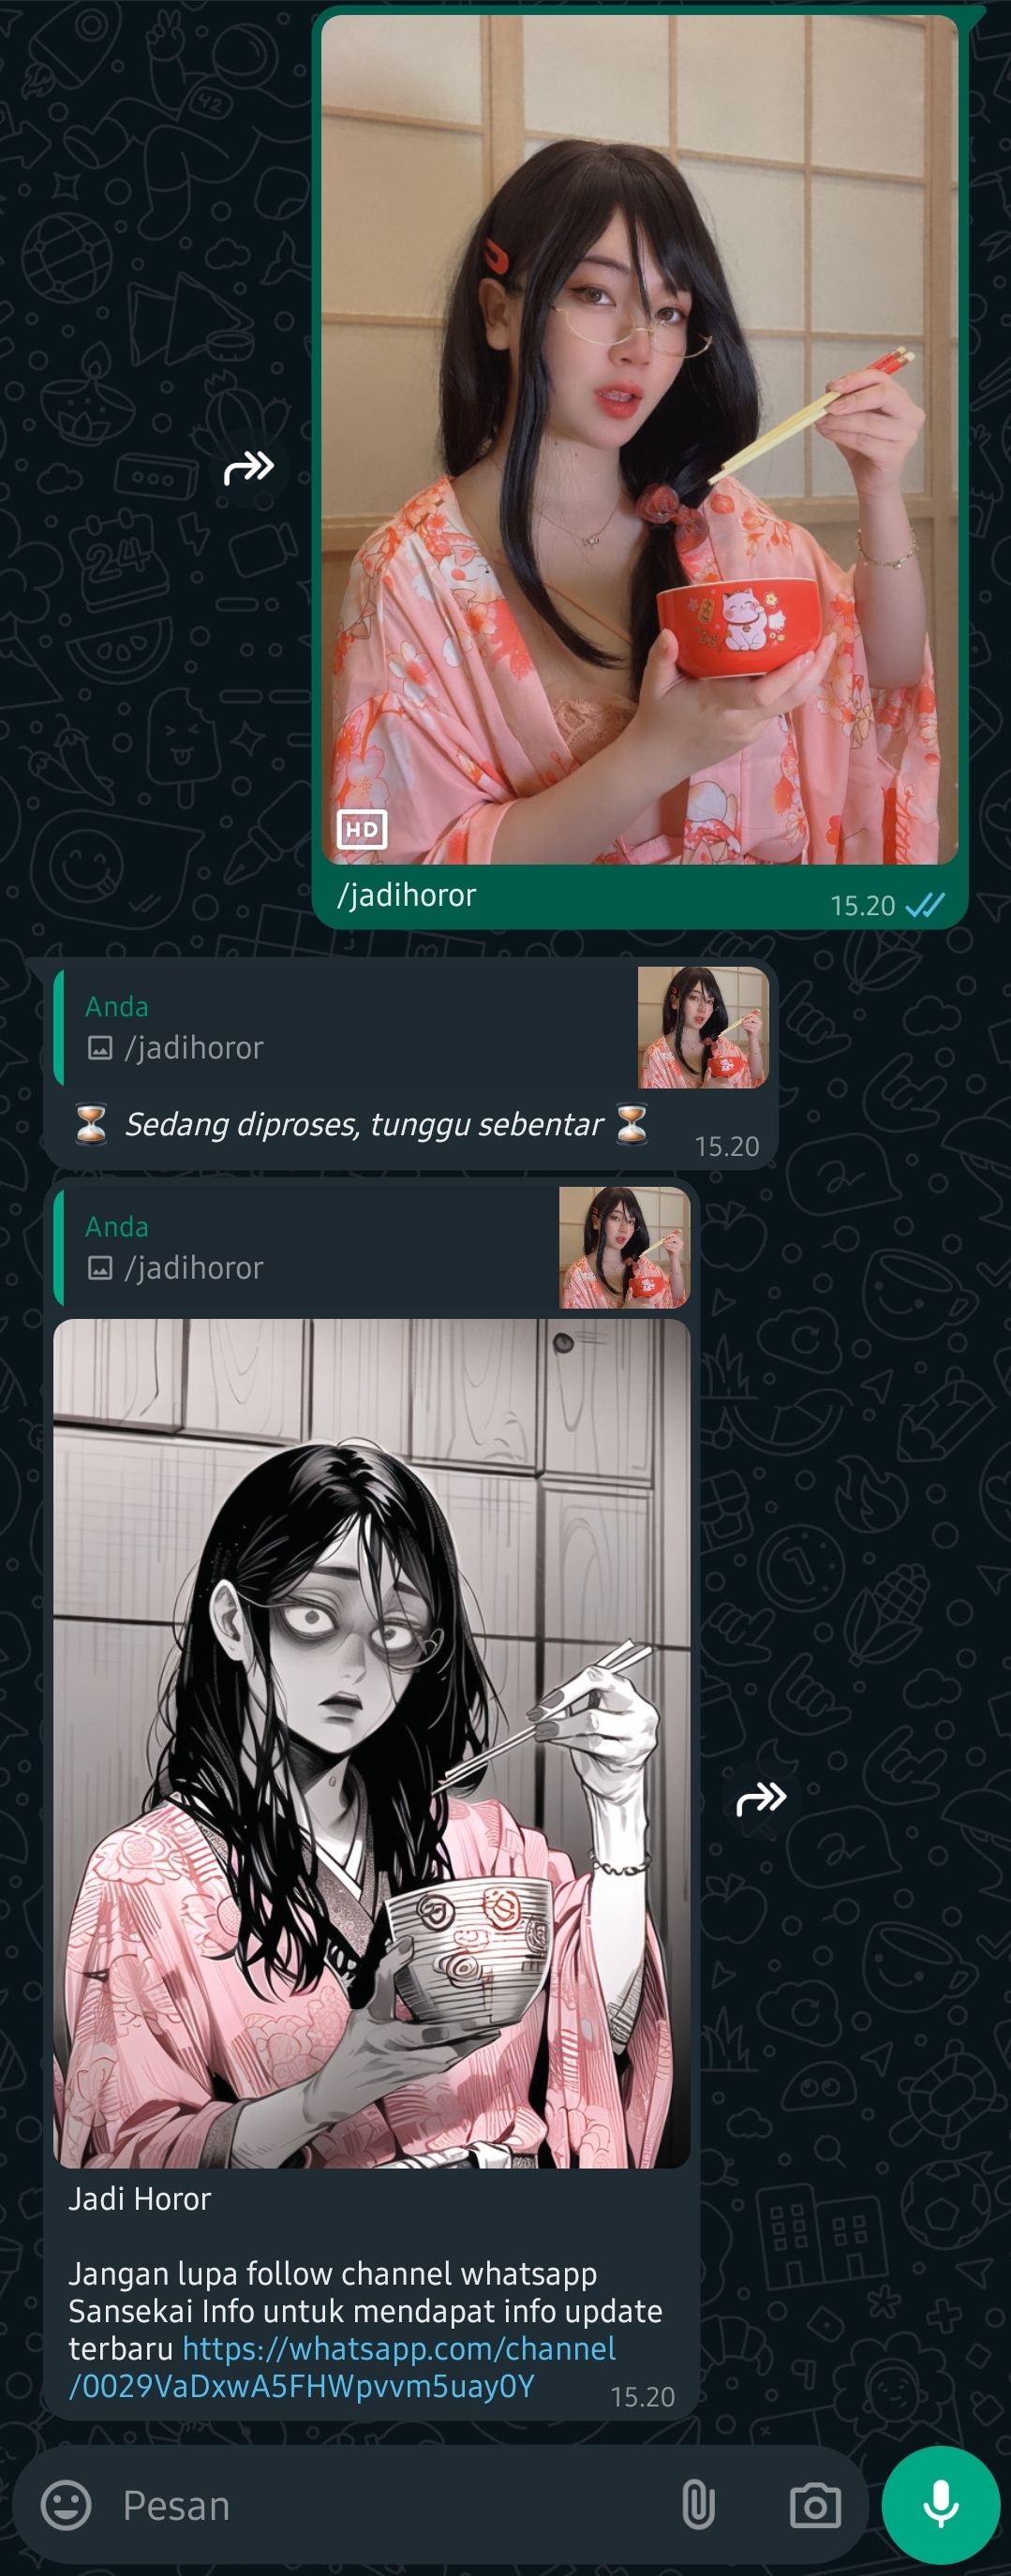 HD
/jadihoror
15.20
Anda
/jadihoror
⏳ Sedang diproses, tunggu sebentar ⏳
15.20
Anda
/jadihoror
Jadi Horor
Jangan lupa follow channel whatsapp
Sansekai Info untuk mendapat info update
terbaru https://whatsapp.com/channel
/0029VaDxwA5FHWpvvm5uay0Y
15.20
Pesan